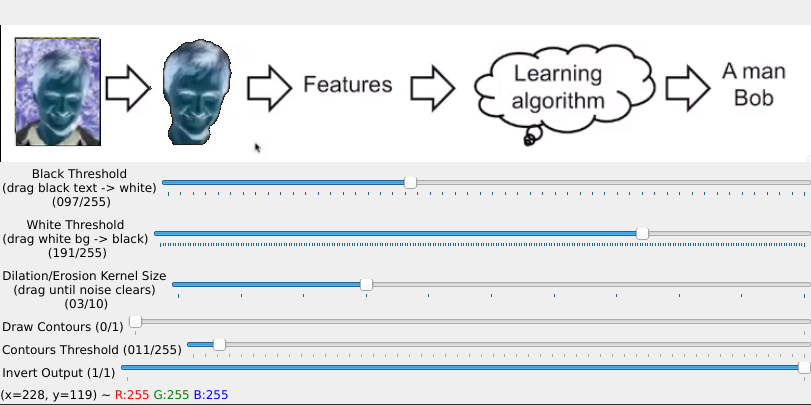 Features
Learning
algorithm
A man
Bob
Black Threshold
(drag black text -> white)
(097/255)
White Threshold
(drag white bg -> black)
(191/255)
Dilation/Erosion Kernel Size
(drag until noise clears)
(03/10)
Draw Contours (0/1)
Contours Threshold (011/255)
Invert Output (1/1)
(x=228, y=119) ~ R:255 G:255 B:255